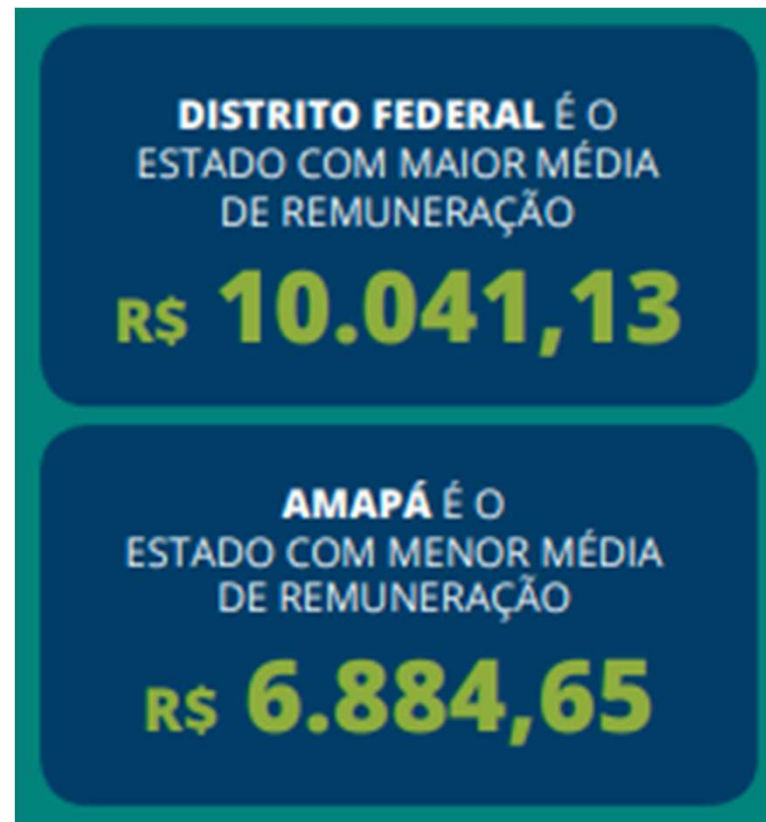 DISTRITO FEDERAL É O
ESTADO COM MAIOR MÉDIA
DE REMUNERAÇÃO
R$ 10.041,13
AMAPÁ É O
ESTADO COM MENOR MÉDIA
DE REMUNERAÇÃO
R$ 6.884,65